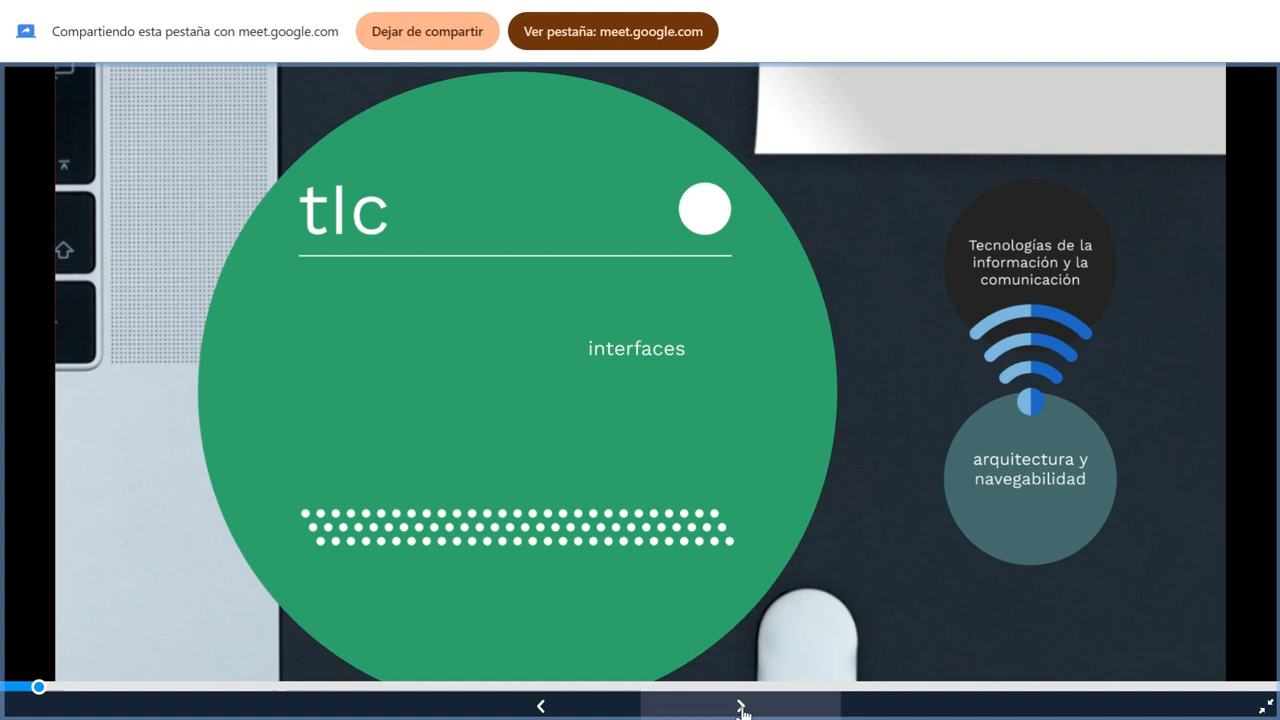 Compartiendo esta pestaña con meet.google.com
Dejar de compartir
Ver pestaña: meet.google.com
tlc
interfaces
Tecnologías de la
información y la
comunicación
arquitectura y
navegabilidad